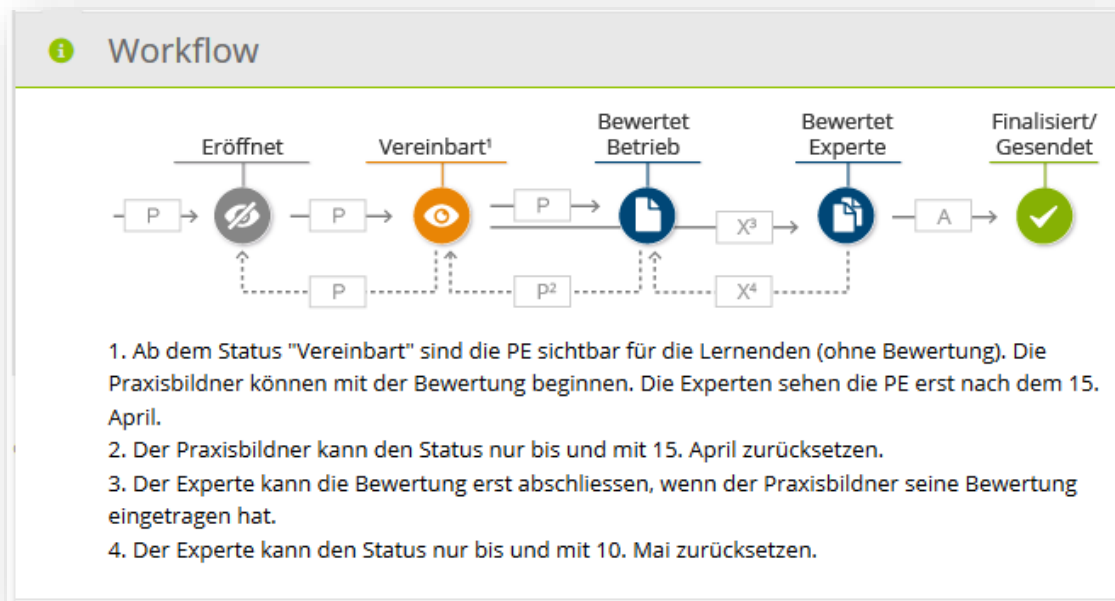 Workflow
Eröffnet
Vereinbart¹
Bewertet
Betrieb
Bewertet
Experte
Finalisiert/
Gesendet
P
P
P
X³
A
P
P²
X⁴
1. Ab dem Status "Vereinbart" sind die PE sichtbar für die Lernenden (ohne Bewertung). Die
Praxisbildner können mit der Bewertung beginnen. Die Experten sehen die PE erst nach dem 15.
April.
2. Der Praxisbildner kann den Status nur bis und mit 15. April zurücksetzen.
3. Der Experte kann die Bewertung erst abschliessen, wenn der Praxisbildner seine Bewertung
eingetragen hat.
4. Der Experte kann den Status nur bis und mit 10. Mai zurücksetzen.